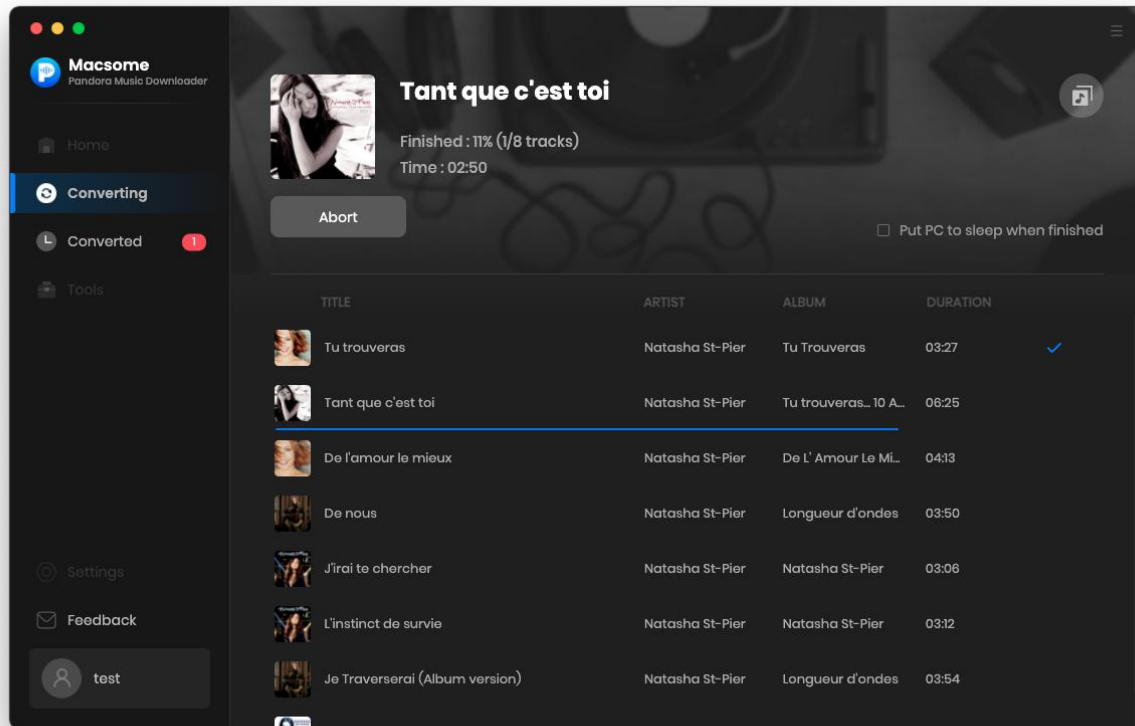 Macsome
Pandora Music Downloader
Home
Converting
Converted 1
Tools
Settings
Feedback
test
Tant que c'est toi
Finished : 11% (1/8 tracks)
Time : 02:50
Abort
Put PC to sleep when finished
TITLE ARTIST ALBUM DURATION
Tu trouveras Natasha St-Pier Tu Trouveras 03:27
Tant que c'est toi Natasha St-Pier Tu trouveras... 10 A... 06:25
De l'amour le mieux Natasha St-Pier De L' Amour Le Mi... 04:13
De nous Natasha St-Pier Longueur d'ondes 03:50
J'irai te chercher Natasha St-Pier Natasha St-Pier 03:06
L'instinct de survie Natasha St-Pier Natasha St-Pier 03:12
Je Traverserai (Album version) Natasha St-Pier Longueur d'ondes 03:54